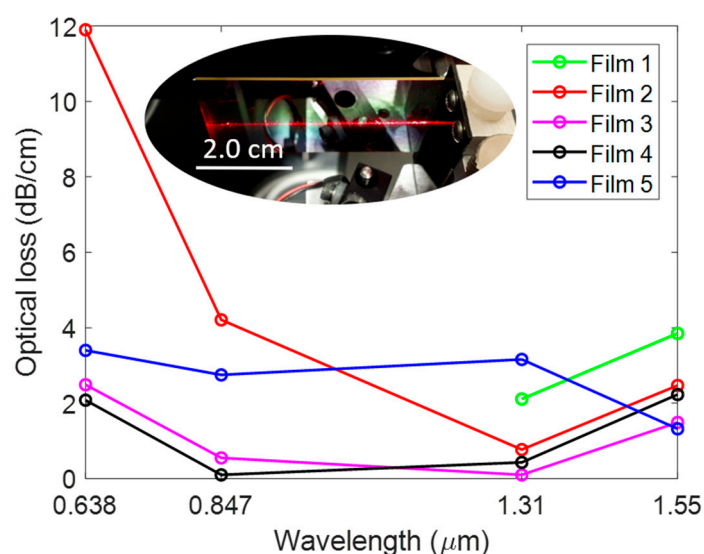 12
10
8
6
4
2
0
Optical loss (dB/cm)
2.0 cm
Film 1
Film 2
Film 3
Film 4
Film 5
0.638
0.847
1.31
1.55
Wavelength (μm)